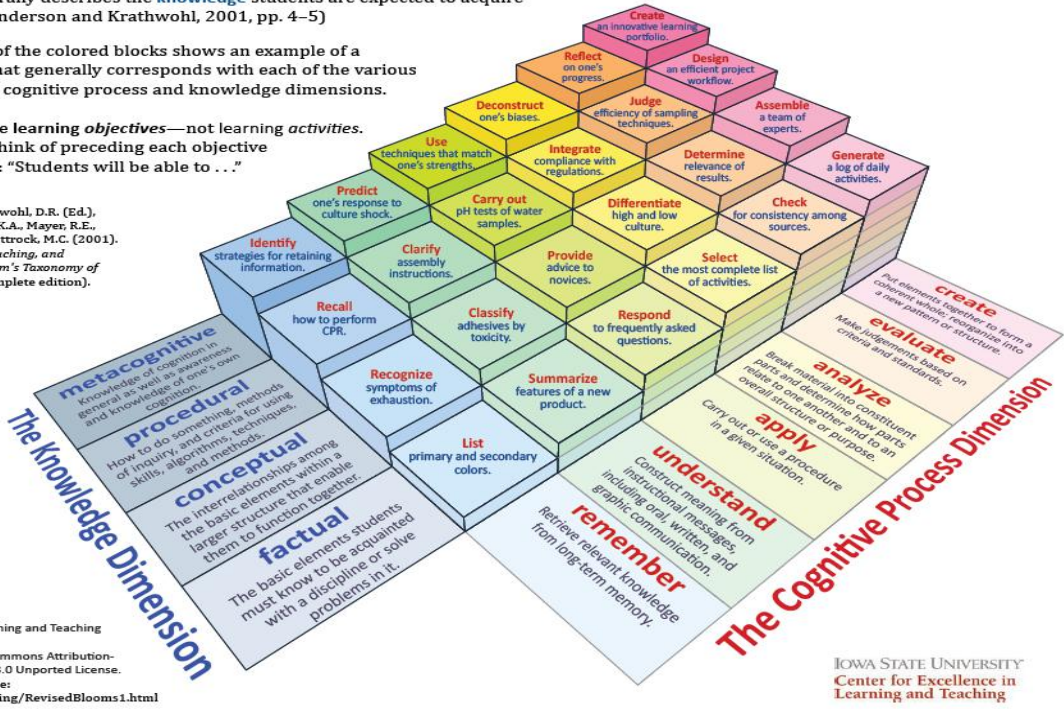 describes the knowledge students are expected to acquire
Anderson and Krathwohl, 2001, pp. 4–5)
of the colored blocks shows an example of a
that generally corresponds with each of the various
cognitive process and knowledge dimensions.
learning objectives—not learning activities.
think of preceding each objective
: “Students will be able to . . .”
wohl, D.R. (Ed.),
K.A., Mayer, R.E.,
ttrock, M.C. (2001).
aching, and
m's Taxonomy of
mplete edition).
Create
an innovative learning
portfolio.
Reflect
on one's
progress.
Design
an efficient project
workflow.
Deconstruct
one's biases.
Judge
efficiency of sampling
techniques.
Assemble
a team of
experts.
Use
techniques that match
one's strengths.
Integrate
compliance with
regulations.
Determine
relevance of
results.
Generate
a log of daily
activities.
Predict
one's response to
culture shock.
Carry out
pH tests of water
samples.
Differentiate
high and low
culture.
Check
for consistency among
sources.
Identify
strategies for retaining
information.
Clarify
assembly
instructions.
Provide
advice to
novices.
Select
the most complete list
of activities.
Recall
how to perform
CPR.
Classify
adhesives by
toxicity.
Respond
to frequently asked
questions.
Recognize
symptoms of
exhaustion.
Summarize
features of a new
product.
List
primary and secondary
colors.
metacognitive
Knowledge of cognition in
general as well as awareness
and knowledge of one's own
cognition.
procedural
How to do something, methods
of inquiry, and criteria for using
skills, algorithms, techniques,
and methods.
conceptual
The interrelationships among
the basic elements within a
larger structure that enable
them to function together.
factual
The basic elements students
must know to be acquainted
with a discipline or solve
problems in it.
The Knowledge Dimension
remember
Retrieve relevant knowledge
from long-term memory.
understand
Construct meaning from
instructional messages,
including oral, written, and
graphic communication.
apply
Carry out or use a procedure
in a given situation.
analyze
Break material into constituent
parts and determine how parts
relate to one another and to an
overall structure or purpose.
evaluate
Make judgements based on
criteria and standards.
create
Put elements together to form a
coherent whole; reorganize into
a new pattern or structure.
The Cognitive Process Dimension
ning and Teaching
mmons Attribution-
3.0 Unported License.
e:
ing/RevisedBlooms1.html
IOWA STATE UNIVERSITY
Center for Excellence in
Learning and Teaching